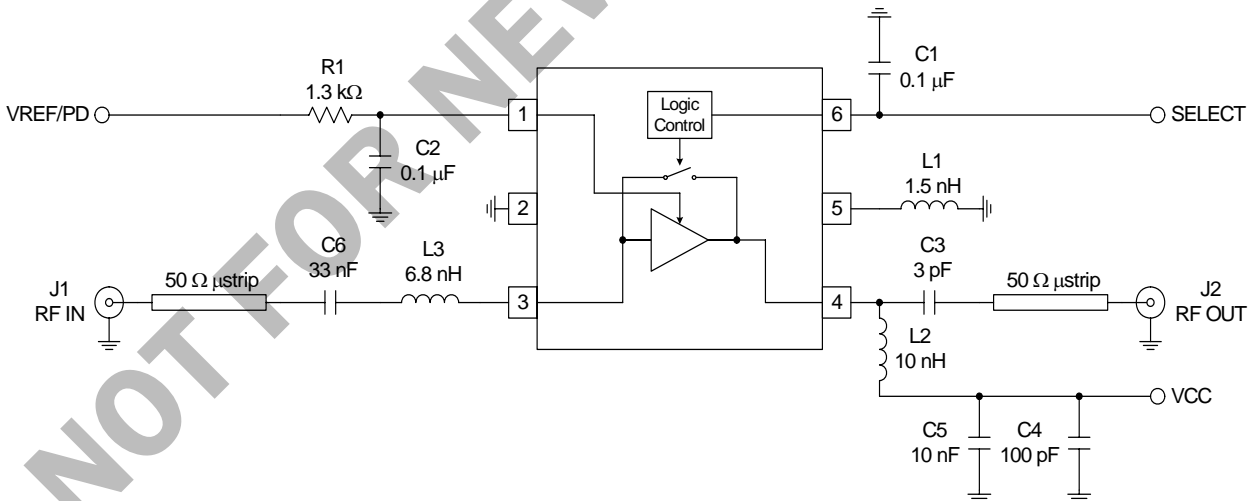 NOT FOR NEW
R1
1.3 kΩ
C1
0.1 μF
VREF/PD
1
Logic
Control
6
SELECT
C2
0.1 μF
L1
1.5 nH
2
5
C6
33 nF
L3
6.8 nH
C3
3 pF
J1
RF IN
50 Ω μstrip
3
4
50 Ω μstrip
J2
RF OUT
L2
10 nH
VCC
C5
10 nF
C4
100 pF